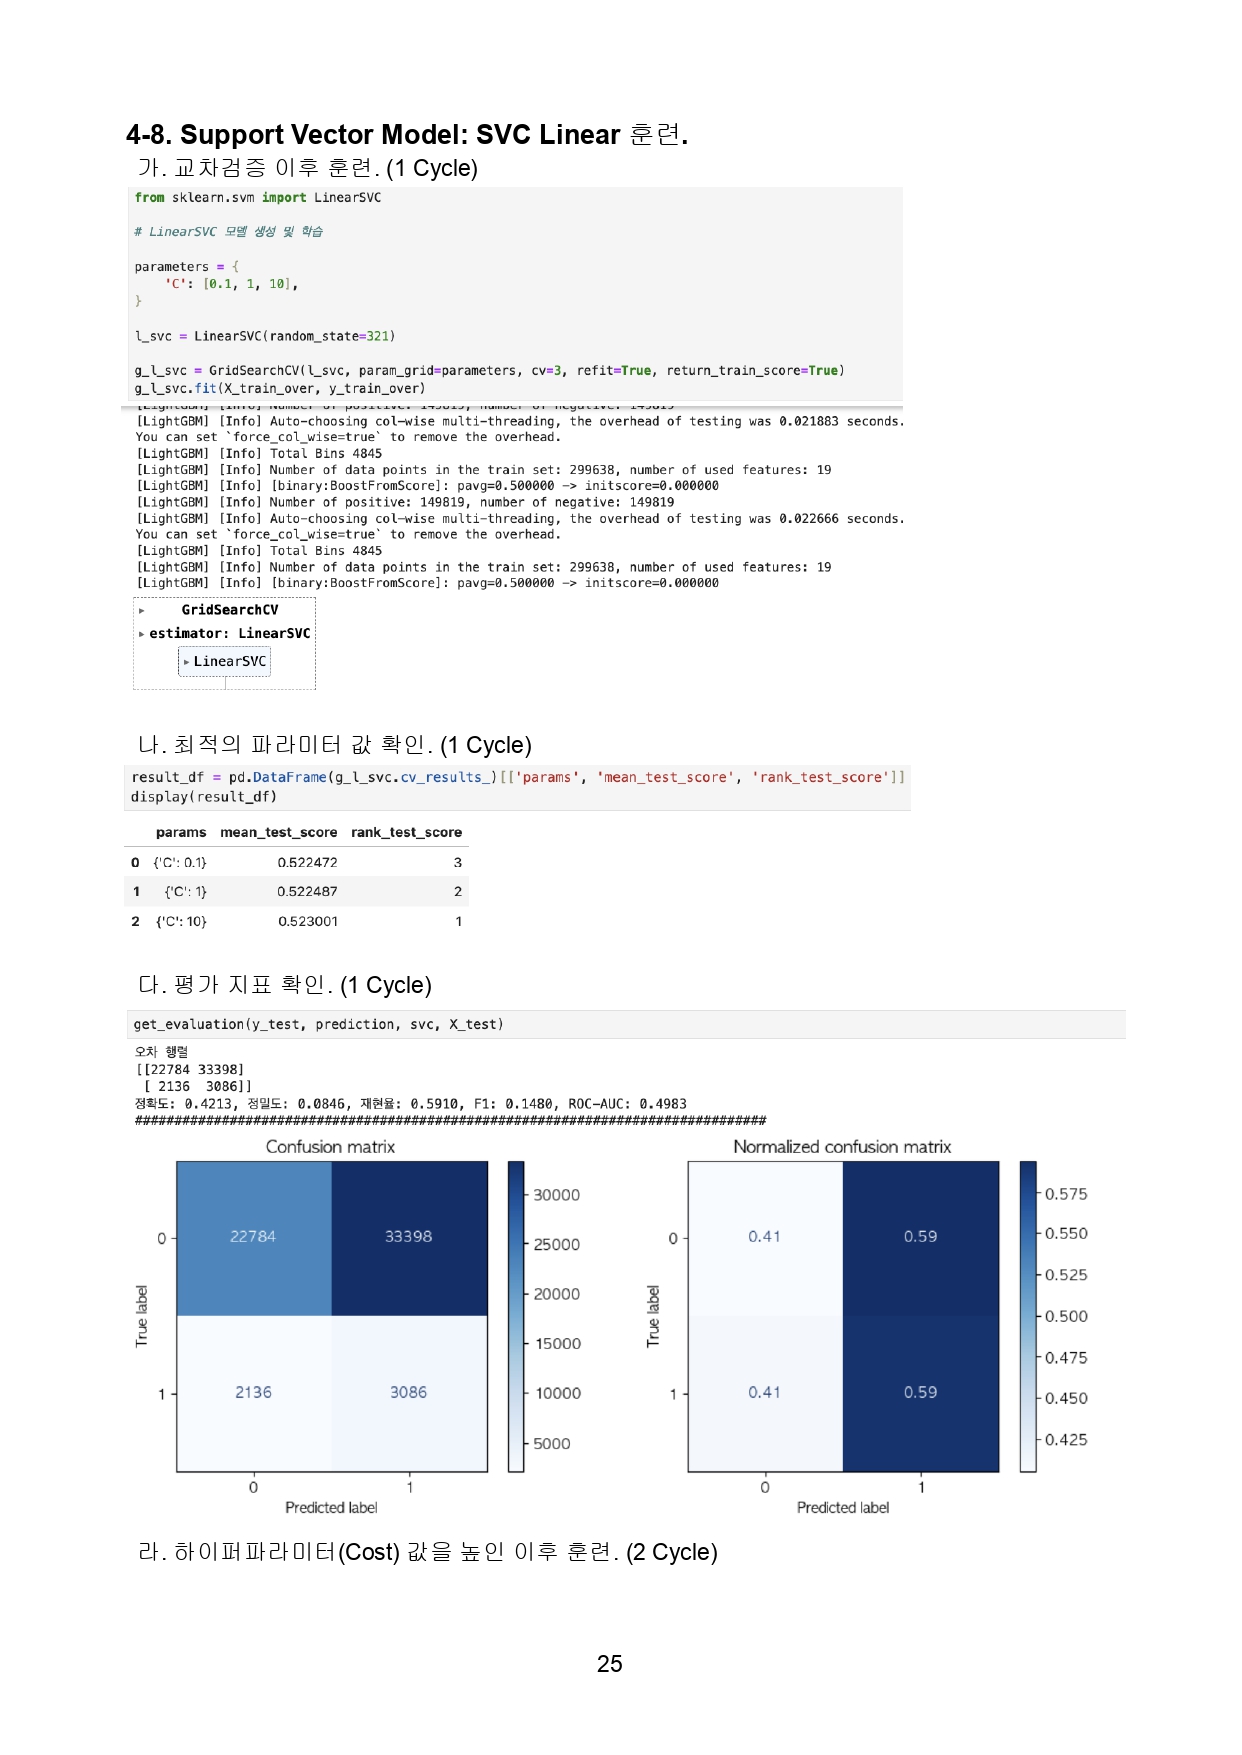 4-8. Support Vector Model: SVC Linear 훈련.
가. 교차검증 이후 훈련. (1 Cycle)
from sklearn.svm import LinearSVC
# LinearSVC 모델 생성 및 학습
parameters = {
'C': [0.1, 1, 10],
}
l_svc = LinearSVC(random_state=321)
g_l_svc = GridSearchCV(l_svc, param_grid=parameters, cv=3, refit=True, return_train_score=True)
g_l_svc.fit(X_train_over, y_train_over)
[LightGBM] [Info] Number of positive: 149819, number of negative: 149819
[LightGBM] [Info] Auto-choosing col-wise multi-threading, the overhead of testing was 0.021883 seconds.
You can set `force_col_wise=true` to remove the overhead.
[LightGBM] [Info] Total Bins 4845
[LightGBM] [Info] Number of data points in the train set: 299638, number of used features: 19
[LightGBM] [Info] [binary:BoostFromScore]: pavg=0.500000 -> initscore=0.000000
[LightGBM] [Info] Number of positive: 149819, number of negative: 149819
[LightGBM] [Info] Auto-choosing col-wise multi-threading, the overhead of testing was 0.022666 seconds.
You can set `force_col_wise=true` to remove the overhead.
[LightGBM] [Info] Total Bins 4845
[LightGBM] [Info] Number of data points in the train set: 299638, number of used features: 19
[LightGBM] [Info] [binary:BoostFromScore]: pavg=0.500000 -> initscore=0.000000
▸ GridSearchCV
▸ estimator: LinearSVC
▸ LinearSVC
나. 최적의 파라미터 값 확인. (1 Cycle)
result_df = pd.DataFrame(g_l_svc.cv_results_)[['params', 'mean_test_score', 'rank_test_score']]
display(result_df)
params mean_test_score rank_test_score
0 {'C': 0.1} 0.522472 3
1 {'C': 1} 0.522487 2
2 {'C': 10} 0.523001 1
다. 평가 지표 확인. (1 Cycle)
get_evaluation(y_test, prediction, svc, X_test)
오차 행렬
[[22784 33398]
[ 2136 3086]]
정확도: 0.4213, 정밀도: 0.0846, 재현율: 0.5910, F1: 0.1480, ROC-AUC: 0.4983
################################################################################
Confusion matrix
0
1
True label
22784
33398
2136
3086
0
1
Predicted label
30000
25000
20000
15000
10000
5000
Normalized confusion matrix
0
1
True label
0.41
0.59
0.41
0.59
0
1
Predicted label
0.575
0.550
0.525
0.500
0.475
0.450
0.425
라. 하이퍼파라미터(Cost) 값을 높인 이후 훈련. (2 Cycle)
25